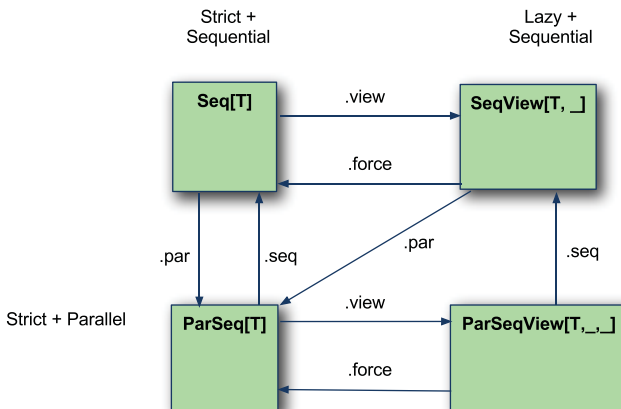 Strict +
Sequential
Lazy +
Sequential
Seq[T]
.view
SeqView[T, _]
.force
.par
.seq
.par
.seq
Strict + Parallel
ParSeq[T]
.view
ParSeqView[T,_,_]
.force